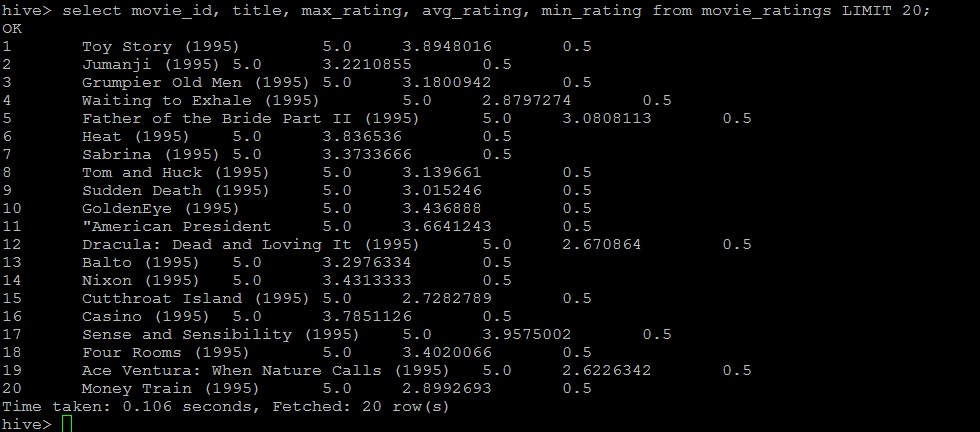 hive> select movie_id, title, max_rating, avg_rating, min_rating from movie_ratings LIMIT 20;
OK
1 Toy Story (1995) 5.0 3.8948016 0.5
2 Jumanji (1995) 5.0 3.2210855 0.5
3 Grumpier Old Men (1995) 5.0 3.1800942 0.5
4 Waiting to Exhale (1995) 5.0 2.8797274 0.5
5 Father of the Bride Part II (1995) 5.0 3.0808113 0.5
6 Heat (1995) 5.0 3.836536 0.5
7 Sabrina (1995) 5.0 3.3733666 0.5
8 Tom and Huck (1995) 5.0 3.139661 0.5
9 Sudden Death (1995) 5.0 3.015246 0.5
10 GoldenEye (1995) 5.0 3.436888 0.5
11 "American President 5.0 3.6641243 0.5
12 Dracula: Dead and Loving It (1995) 5.0 2.670864 0.5
13 Balto (1995) 5.0 3.2976334 0.5
14 Nixon (1995) 5.0 3.4313333 0.5
15 Cutthroat Island (1995) 5.0 2.7282789 0.5
16 Casino (1995) 5.0 3.7851126 0.5
17 Sense and Sensibility (1995) 5.0 3.9575002 0.5
18 Four Rooms (1995) 5.0 3.4020066 0.5
19 Ace Ventura: When Nature Calls (1995) 5.0 2.6226342 0.5
20 Money Train (1995) 5.0 2.8992693 0.5
Time taken: 0.106 seconds, Fetched: 20 row(s)
hive>